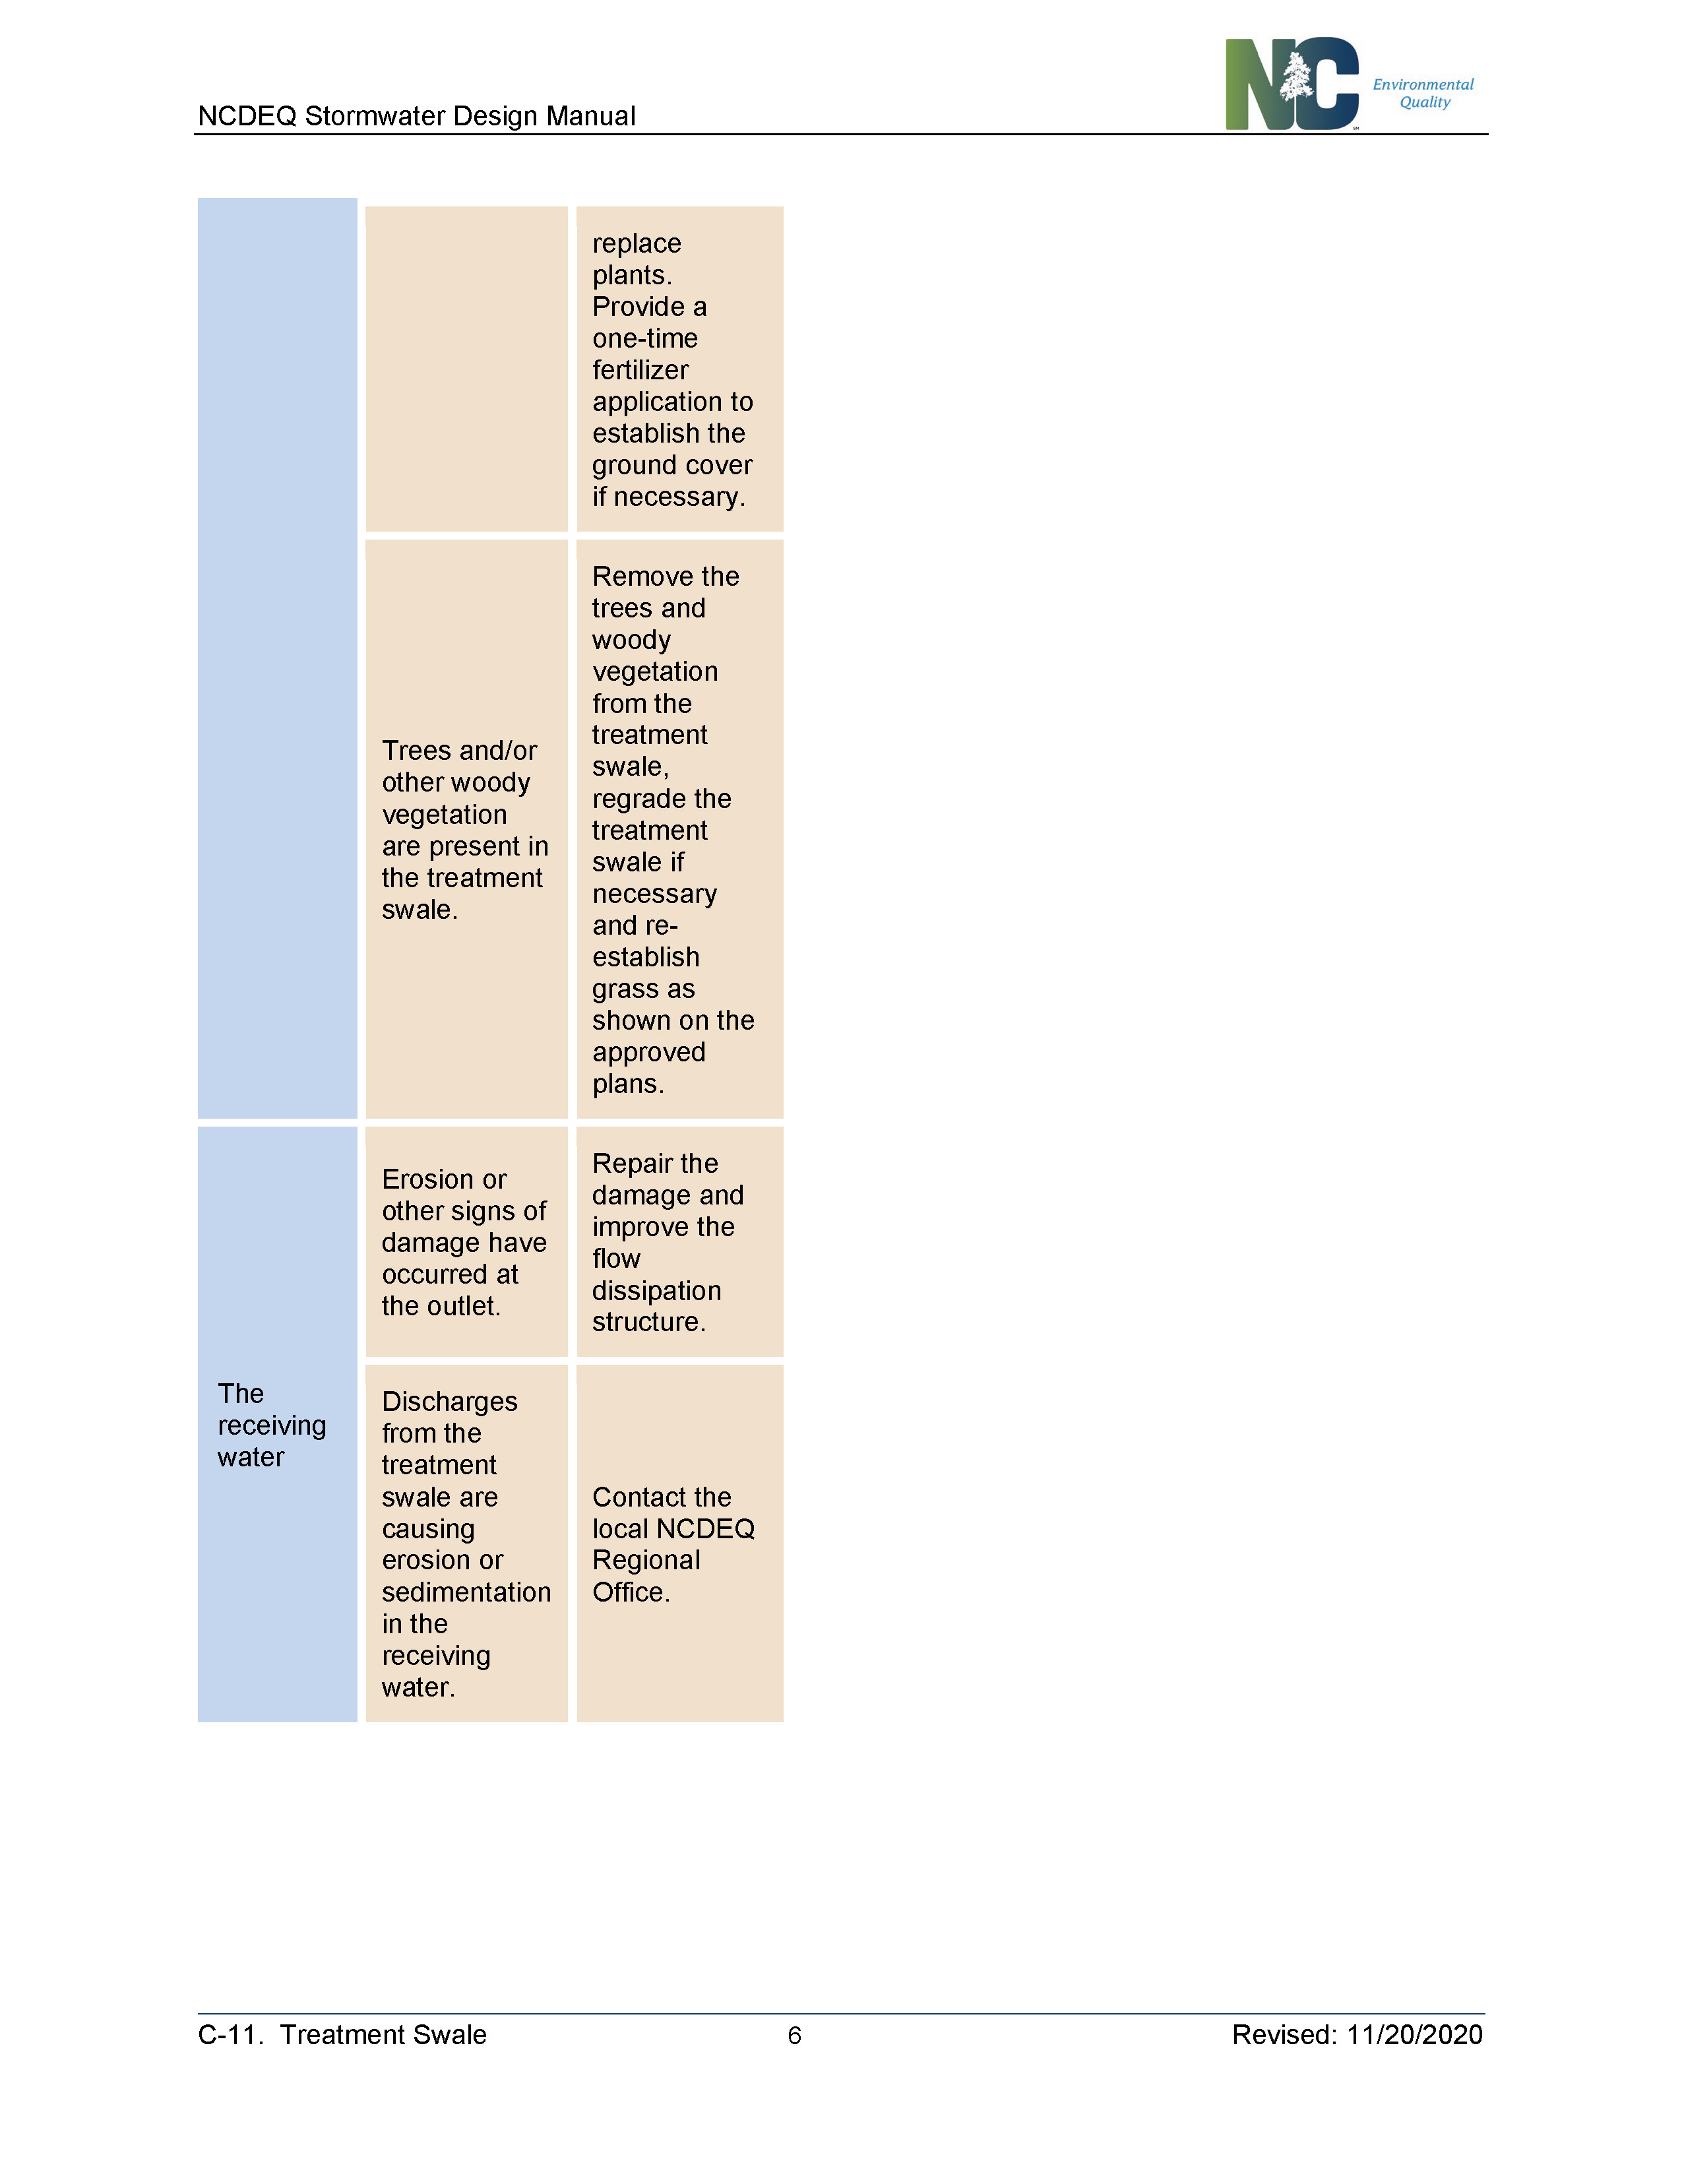 NCDEQ Stormwater Design Manual
NC
Environmental
Quality
replace
plants.
Provide a
one-time
fertilizer
application to
establish the
ground cover
if necessary.
Trees and/or
other woody
vegetation
are present in
the treatment
swale.
Remove the
trees and
woody
vegetation
from the
treatment
swale,
regrade the
treatment
swale if
necessary
and re-
establish
grass as
shown on the
approved
plans.
The
receiving
water
Erosion or
other signs of
damage have
occurred at
the outlet.
Repair the
damage and
improve the
flow
dissipation
structure.
Discharges
from the
treatment
swale are
causing
erosion or
sedimentation
in the
receiving
water.
Contact the
local NCDEQ
Regional
Office.
C-11.  Treatment Swale
6
Revised: 11/20/2020